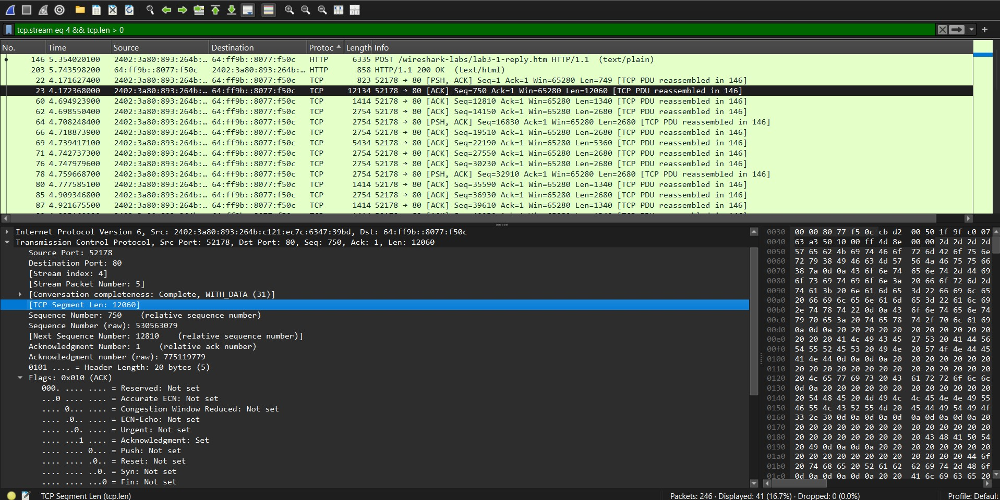 tcp.stream eq 4 && tcp.len > 0
No. Time Source Destination Protoc Length Info
146 5.354020100 2402:3a80:893:264b:… 64:ff9b::8077:f50c HTTP 6335 POST /wireshark-labs/lab3-1-reply.htm HTTP/1.1 (text/plain)
203 5.743598200 64:ff9b::8077:f50c 2402:3a80:893:264b:… HTTP 858 HTTP/1.1 200 OK (text/html)
22 4.171627400 2402:3a80:893:264b:… 64:ff9b::8077:f50c TCP 823 52178 → 80 [PSH, ACK] Seq=1 Ack=1 Win=65280 Len=749 [TCP PDU reassembled in 146]
23 4.172368000 2402:3a80:893:264b:… 64:ff9b::8077:f50c TCP 12134 52178 → 80 [ACK] Seq=750 Ack=1 Win=65280 Len=12060 [TCP PDU reassembled in 146]
60 4.694923900 2402:3a80:893:264b:… 64:ff9b::8077:f50c TCP 1414 52178 → 80 [ACK] Seq=12810 Ack=1 Win=65280 Len=1340 [TCP PDU reassembled in 146]
62 4.698550400 2402:3a80:893:264b:… 64:ff9b::8077:f50c TCP 2754 52178 → 80 [ACK] Seq=14150 Ack=1 Win=65280 Len=2680 [TCP PDU reassembled in 146]
64 4.708248400 2402:3a80:893:264b:… 64:ff9b::8077:f50c TCP 2754 52178 → 80 [PSH, ACK] Seq=16830 Ack=1 Win=65280 Len=2680 [TCP PDU reassembled in 146]
66 4.718873900 2402:3a80:893:264b:… 64:ff9b::8077:f50c TCP 2754 52178 → 80 [ACK] Seq=19510 Ack=1 Win=65280 Len=2680 [TCP PDU reassembled in 146]
69 4.739417100 2402:3a80:893:264b:… 64:ff9b::8077:f50c TCP 5434 52178 → 80 [ACK] Seq=22190 Ack=1 Win=65280 Len=5360 [TCP PDU reassembled in 146]
71 4.742737300 2402:3a80:893:264b:… 64:ff9b::8077:f50c TCP 2754 52178 → 80 [ACK] Seq=27550 Ack=1 Win=65280 Len=2680 [TCP PDU reassembled in 146]
76 4.747979600 2402:3a80:893:264b:… 64:ff9b::8077:f50c TCP 2754 52178 → 80 [ACK] Seq=30230 Ack=1 Win=65280 Len=2680 [TCP PDU reassembled in 146]
78 4.759668700 2402:3a80:893:264b:… 64:ff9b::8077:f50c TCP 2754 52178 → 80 [PSH, ACK] Seq=32910 Ack=1 Win=65280 Len=2680 [TCP PDU reassembled in 146]
80 4.777585100 2402:3a80:893:264b:… 64:ff9b::8077:f50c TCP 1414 52178 → 80 [ACK] Seq=35590 Ack=1 Win=65280 Len=1340 [TCP PDU reassembled in 146]
85 4.909346800 2402:3a80:893:264b:… 64:ff9b::8077:f50c TCP 2754 52178 → 80 [ACK] Seq=36930 Ack=1 Win=65280 Len=2680 [TCP PDU reassembled in 146]
87 4.921675500 2402:3a80:893:264b:… 64:ff9b::8077:f50c TCP 1414 52178 → 80 [ACK] Seq=39610 Ack=1 Win=65280 Len=1340 [TCP PDU reassembled in 146]
Internet Protocol Version 6, Src: 2402:3a80:893:264b:c121:ec7c:6347:39bd, Dst: 64:ff9b::8077:f50c
Transmission Control Protocol, Src Port: 52178, Dst Port: 80, Seq: 750, Ack: 1, Len: 12060
Source Port: 52178
Destination Port: 80
[Stream index: 4]
[Stream Packet Number: 5]
[Conversation completeness: Complete, WITH_DATA (31)]
[TCP Segment Len: 12060]
Sequence Number: 750 (relative sequence number)
Sequence Number (raw): 530563079
[Next Sequence Number: 12810 (relative sequence number)]
Acknowledgment Number: 1 (relative ack number)
Acknowledgment number (raw): 775119779
0101 .... = Header Length: 20 bytes (5)
Flags: 0x010 (ACK)
000. .... .... = Reserved: Not set
...0 .... .... = Accurate ECN: Not set
.... 0... .... = Congestion Window Reduced: Not set
.... .0.. .... = ECN-Echo: Not set
.... ..0. .... = Urgent: Not set
.... ...1 .... = Acknowledgment: Set
.... .... 0... = Push: Not set
.... .... .0.. = Reset: Not set
.... .... ..0. = Syn: Not set
.... .... ...0 = Fin: Not set
0030 00 00 80 77 f5 0c cb d2 00 50 1f 9f c0 07
0040 63 a3 50 10 00 ff 4d 8e 00 00 2d 2d 2d 2d
0050 57 65 62 4b 69 74 46 6f 72 6d 42 6f 75 6e
0060 72 79 38 49 46 63 4d 57 56 4a 46 75 75 66
0070 38 7a 0d 0a 43 6f 6e 74 65 6e 74 2d 44 69
0080 6f 73 69 74 69 6f 6e 3a 20 66 6f 72 6d 2d
0090 74 61 3b 20 6e 61 6d 65 3d 22 66 69 6c 65
00a0 20 66 69 6c 65 6e 61 6d 65 3d 22 61 6c 69
00b0 2e 74 78 74 22 0d 0a 43 6f 6e 74 65 6e 74
00c0 79 70 65 3a 20 74 65 78 74 2f 70 6c 61 69
00d0 0a 0d 0a 20 20 20 20 20 20 20 20 20 20 20
00e0 20 20 20 41 4c 49 43 45 27 53 20 41 44 56
00f0 54 55 52 45 53 20 49 4e 20 57 4f 4e 44 45
0100 41 4e 44 0d 0a 0d 0a 20 20 20 20 20 20 20
0110 20 20 20 20 20 20 20 20 20 20 20 20 20 20
0120 20 4c 65 77 69 73 20 43 61 72 72 6f 6c 6c
0130 0d 0a 20 20 20 20 20 20 20 20 20 20 20 20
0140 20 54 48 45 20 4d 49 4c 4c 45 4e 4e 49 55
0150 46 55 4c 43 52 55 4d 20 45 44 49 54 49 4f
0160 33 2e 30 0d 0a 0d 0a 0d 0a 0d 0a 0d 0a 20
0170 20 20 20 20 20 20 20 20 20 20 20 20 20 20
0180 20 20 20 20 20 20 20 20 20 43 48 41 50 54
0190 20 49 0d 0a 0d 0a 20 20 20 20 20 20 20 20
01a0 20 20 20 20 20 20 20 20 20 20 20 20 44 6f
01b0 20 74 68 65 20 52 61 62 62 69 74 2d 48 6f
01c0 0d 0a 0d 0a 0d 0a 20 20 41 6c 69 63 65 20
TCP Segment Len (tcp.len)
Packets: 246 · Displayed: 41 (16.7%) · Dropped: 0 (0.0%)
Profile: Default